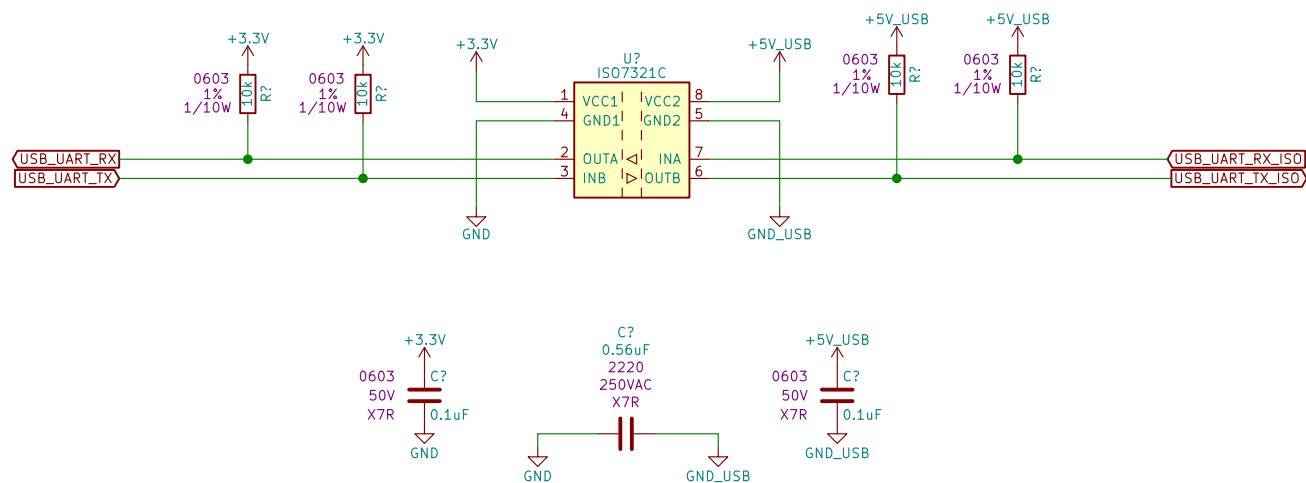 +3.3V
0603
1%
1/10W
10k
R?
+3.3V
0603
1%
1/10W
10k
R?
+3.3V
U?
ISO7321C
+5V_USB
+5V_USB
0603
1%
1/10W
10k
R?
+5V_USB
0603
1%
1/10W
10k
R?
1 VCC1 VCC2 8
4 GND1 GND2 5
USB_UART_RX 2 OUTA INA 7 USB_UART_RX_ISO
USB_UART_TX 3 INB OUTB 6 USB_UART_TX_ISO
GND
GND_USB
+3.3V
0603
50V
X7R
C?
0.1uF
GND
C?
0.56uF
2220
250VAC
X7R
GND
GND_USB
+5V_USB
0603
50V
X7R
C?
0.1uF
GND_USB